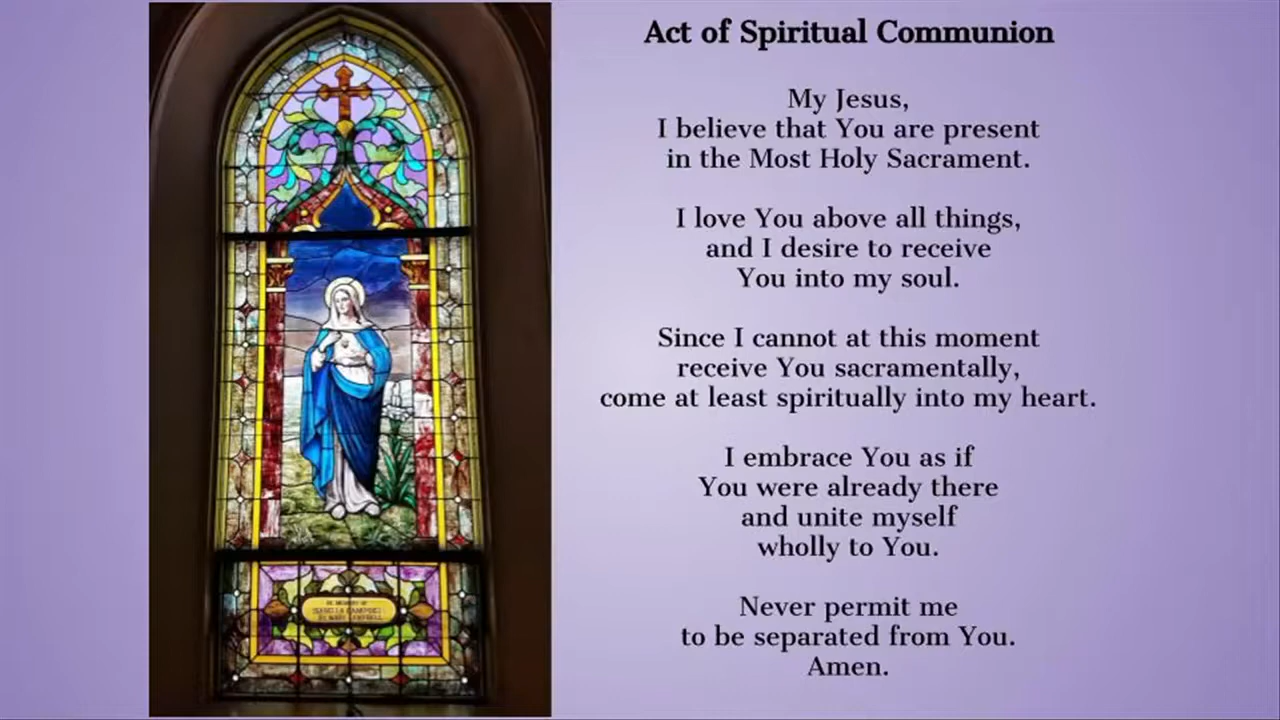 Act of Spiritual Communion
My Jesus,
I believe that You are present
in the Most Holy Sacrament.
I love You above all things,
and I desire to receive
You into my soul.
Since I cannot at this moment
receive You sacramentally,
come at least spiritually into my heart.
I embrace You as if
You were already there
and unite myself
wholly to You.
Never permit me
to be separated from You.
Amen.
IN MEMORY OF